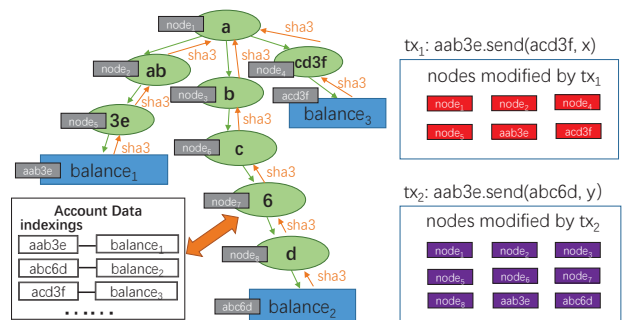 node₁
a
sha3
node₂
ab
sha3
sha3
node₄
cd3f
sha3
node₃
b
acd3f
balance₃
node₅
3e
sha3
sha3
node₆
c
aab3e
balance₁
sha3
node₇
6
sha3
node₈
d
sha3
abc6d
balance₂
Account Data
indexings
aab3e balance₁
abc6d balance₂
acd3f balance₃
······
tx₁: aab3e.send(acd3f, x)
nodes modified by tx₁
node₁ node₂ node₄
node₅ aab3e acd3f
tx₂: aab3e.send(abc6d, y)
nodes modified by tx₂
node₁ node₂ node₃
node₅ node₆ node₇
node₈ aab3e abc6d